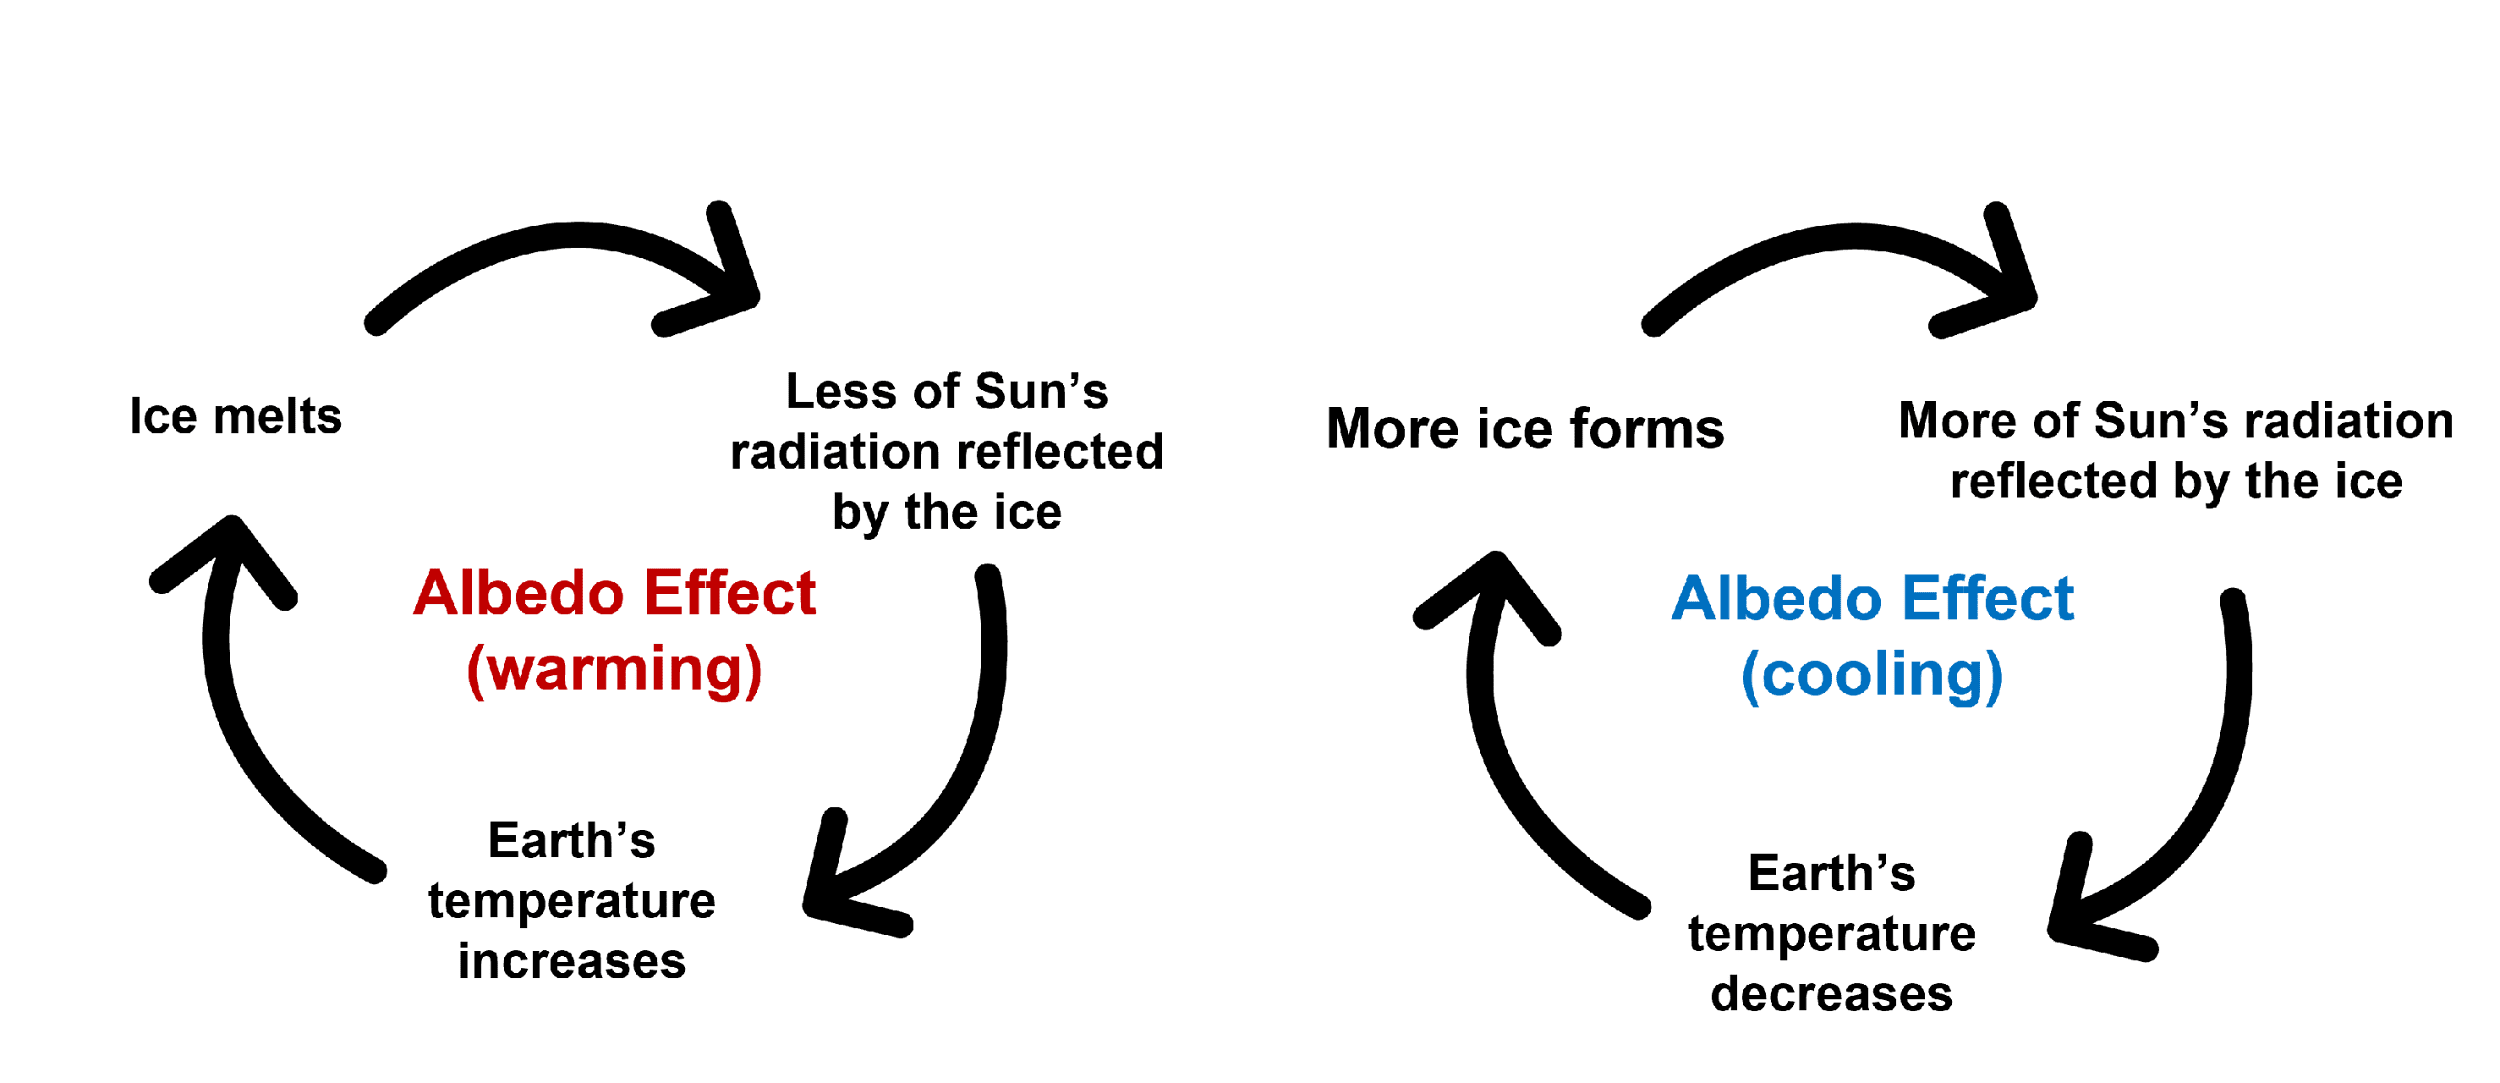 Ice melts
Less of Sun’s
radiation reflected
by the ice
Albedo Effect
(warming)
Earth’s
temperature
increases
More ice forms
More of Sun’s radiation
reflected by the ice
Albedo Effect
(cooling)
Earth’s
temperature
decreases